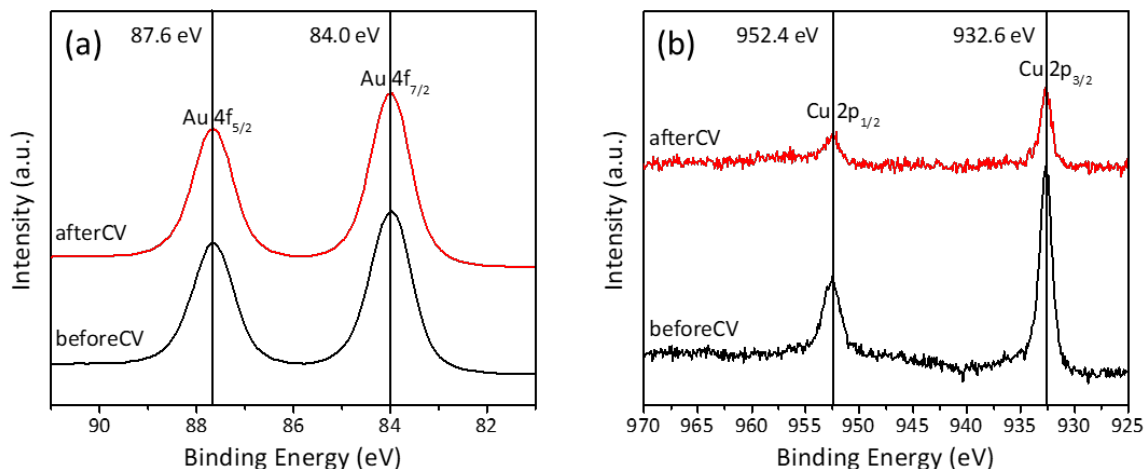 (a)
87.6 eV
84.0 eV
Au 4f5/2
Au 4f7/2
afterCV
beforeCV
Intensity (a.u.)
90 88 86 84 82
Binding Energy (eV)
(b)
952.4 eV
932.6 eV
Cu 2p1/2
Cu 2p3/2
afterCV
beforeCV
Intensity (a.u.)
970 965 960 955 950 945 940 935 930 925
Binding Energy (eV)